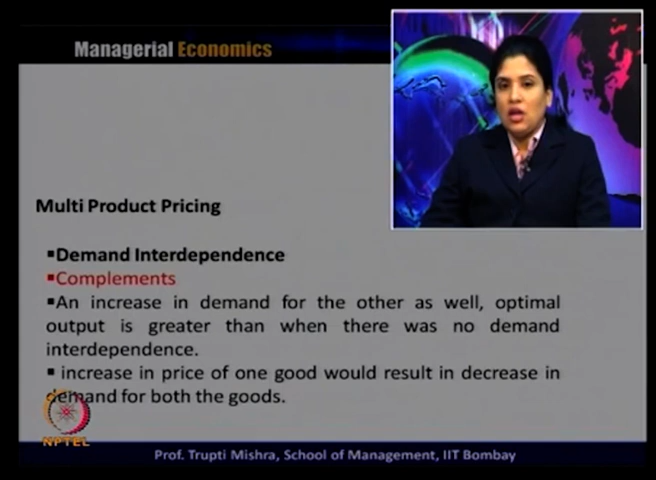 Managerial Economics
Multi Product Pricing
▪Demand Interdependence
▪Complements
▪An increase in demand for the other as well, optimal
output is greater than when there was no demand
interdependence.
▪ increase in price of one good would result in decrease in
demand for both the goods.
NPTEL
Prof. Trupti Mishra, School of Management, IIT Bombay